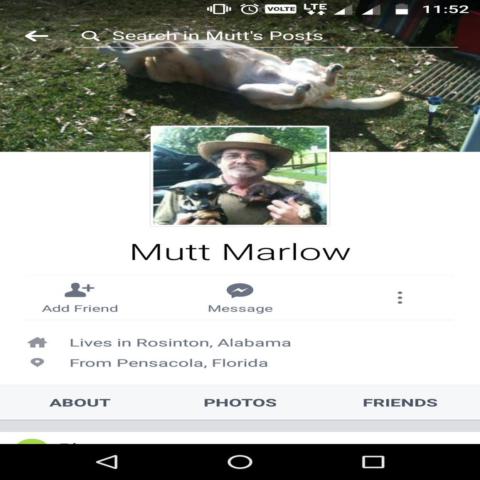 VOLTE LTE 11:52
Search in Mutt's Posts
Mutt Marlow
Add Friend Message
Lives in Rosinton, Alabama
From Pensacola, Florida
ABOUT PHOTOS FRIENDS